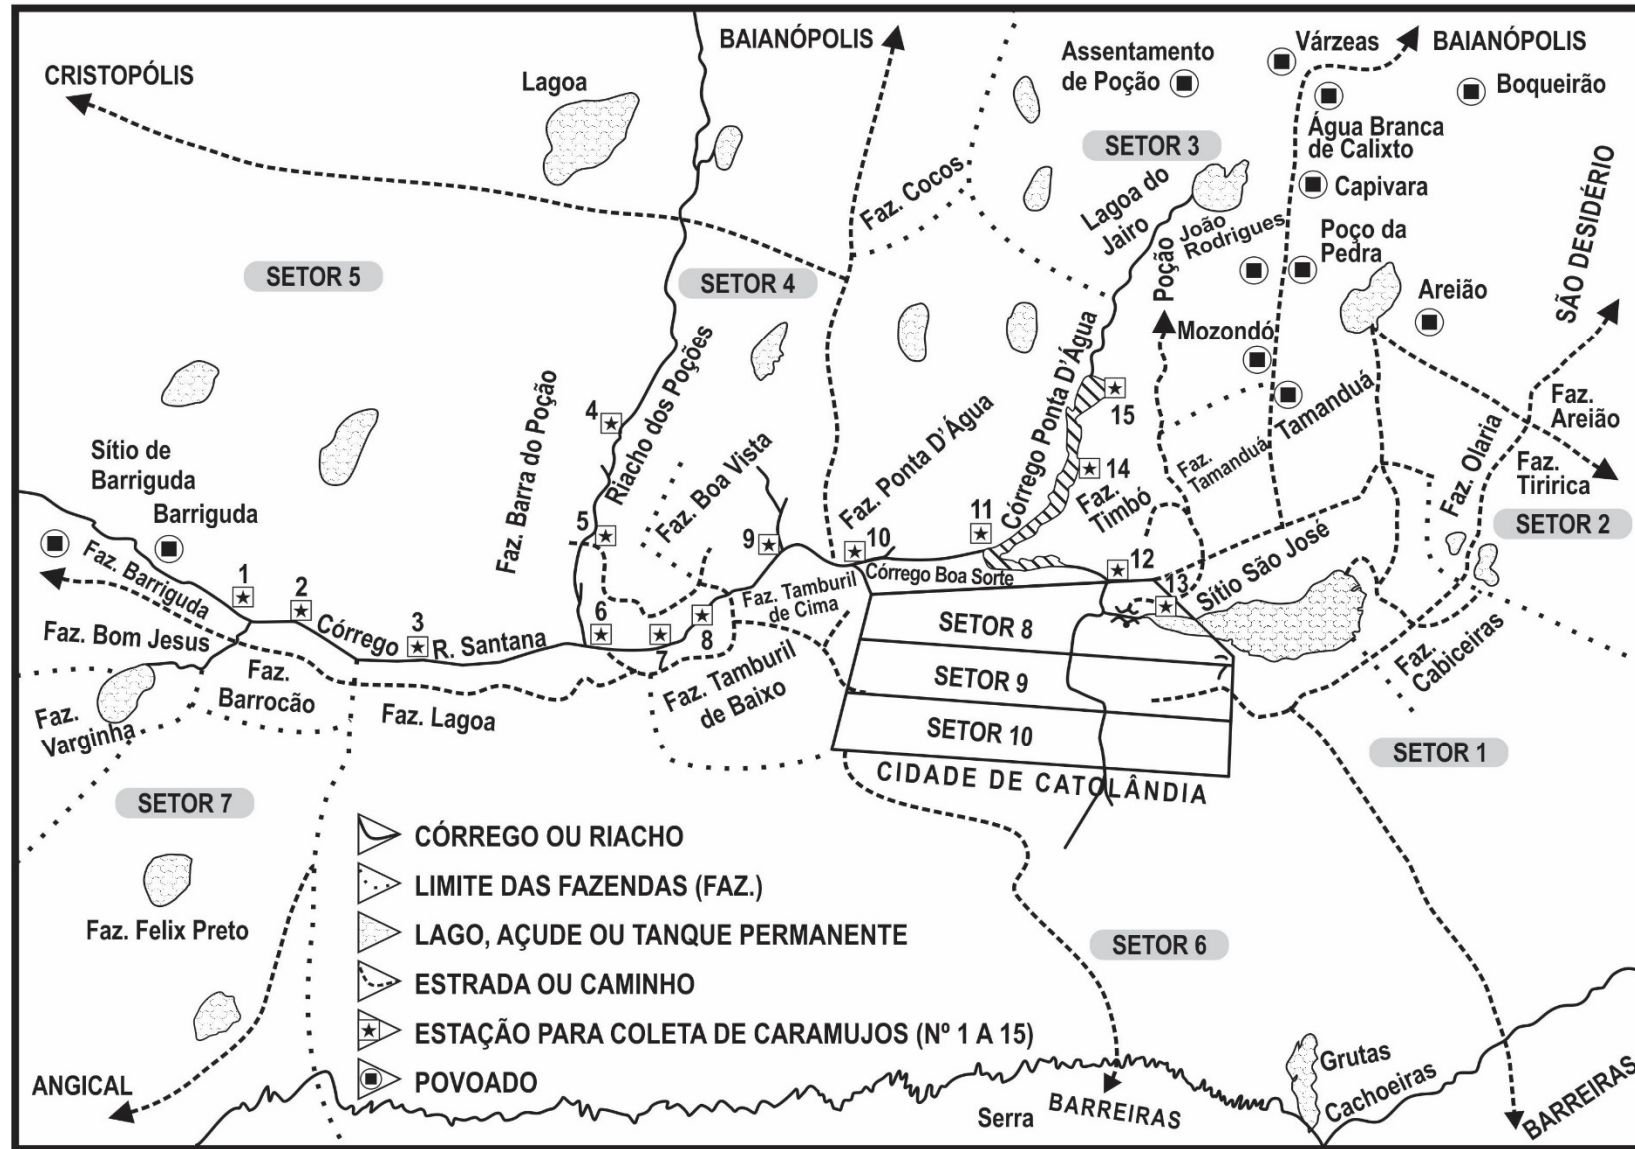 CRISTOPÓLIS
Lagoa
BAIANÓPOLIS
Assentamento
de Poção
Várzeas
BAIANÓPOLIS
Boqueirão
SETOR 3
Água Branca
de Calixto
Capivara
SÃO DESIDÉRIO
Faz. Cocos
Lagoa do
Jairo
João
Rodrigues
Poço da
Pedra
Poção
SETOR 5
SETOR 4
Areião
Mozondó
Faz. Barra do Poção
Riacho dos Poções
Faz. Boa Vista
Faz. Ponta D'Água
Córrego Ponta D'Água
Faz.
Timbó
Faz.
Tamanduá
Tamanduá
Faz. Olaria
Faz.
Areião
Faz.
Tiririca
SETOR 2
Sítio de
Barriguda
Barriguda
Faz. Barriguda
1
2
3
4
5
6
7
8
9
10
11
12
13
14
15
Córrego R. Santana
Faz. Tamburil
de Cima
Córrego Boa Sorte
Sítio São José
Faz. Bom Jesus
Faz.
Barrocão
Faz.
Varginha
Faz. Lagoa
Faz. Tamburil
de Baixo
SETOR 8
SETOR 9
SETOR 10
CIDADE DE CATOLÂNDIA
Faz.
Cabiceiras
SETOR 1
SETOR 7
Faz. Felix Preto
SETOR 6
CÓRREGO OU RIACHO
LIMITE DAS FAZENDAS (FAZ.)
LAGO, AÇUDE OU TANQUE PERMANENTE
ESTRADA OU CAMINHO
ESTAÇÃO PARA COLETA DE CARAMUJOS (Nº 1 A 15)
POVOADO
ANGICAL
Serra
BARREIRAS
Grutas
Cachoeiras
BARREIRAS